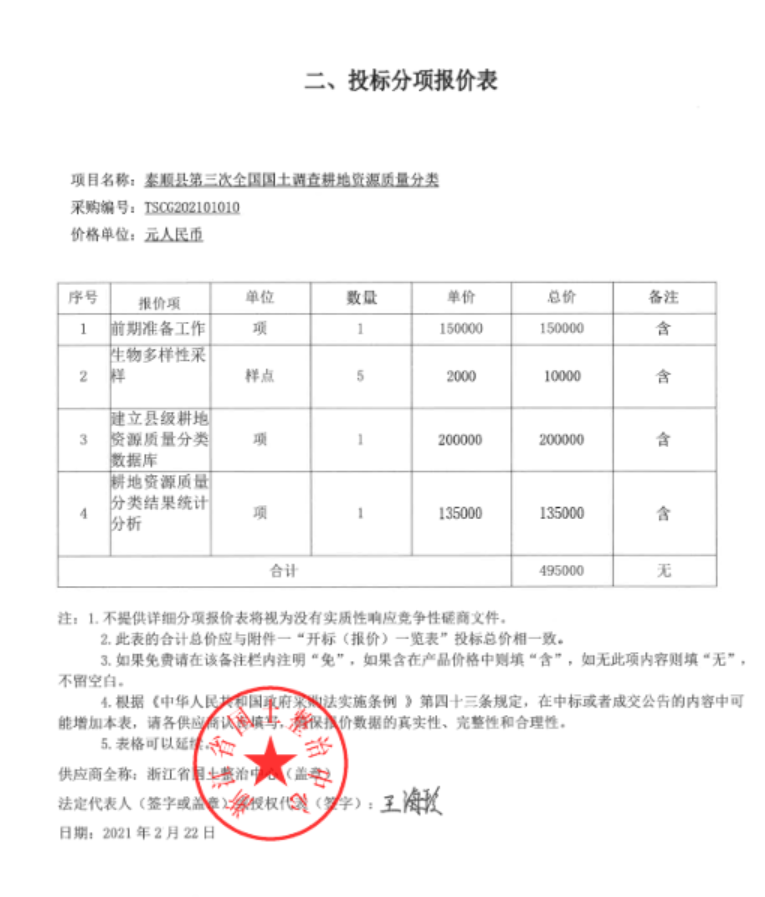 二、投标分项报价表
项目名称：泰顺县第三次全国国土调查耕地资源质量分类
采购编号：TSCG202101010
价格单位：元人民币
序号 报价项 单位 数量 单价 总价 备注
1 前期准备工作 项 1 150000 150000 含
生物多样性采
2 样 样点 5 2000 10000 含
建立县级耕地
3 资源质量分类 项 1 200000 200000 含
数据库
耕地资源质量
分类结果统计
4 分析 项 1 135000 135000 含
合计 495000 无
注：1.不提供详细分项报价表将视为没有实质性响应竞争性磋商文件。
2.此表的合计总价应与附件一“开标（报价）一览表”投标总价相一致。
3.如果免费请在该备注栏内注明“免”，如果含在产品价格中则填“含”，如无此项内容则填“无”，
不留空白。
4.根据《中华人民共和国政府采购法实施条例 》第四十三条规定，在中标或者成交公告的内容中可
能增加本表，请各供应商认真填写，确保报价数据的真实性、完整性和合理性。
5.表格可以延续。
供应商全称：浙江省国土整治中心（盖章）
法定代表人（签字或盖章）或授权代表（签字）：王海
日期：2021 年 2 月 22 日
浙江省国土整治中心